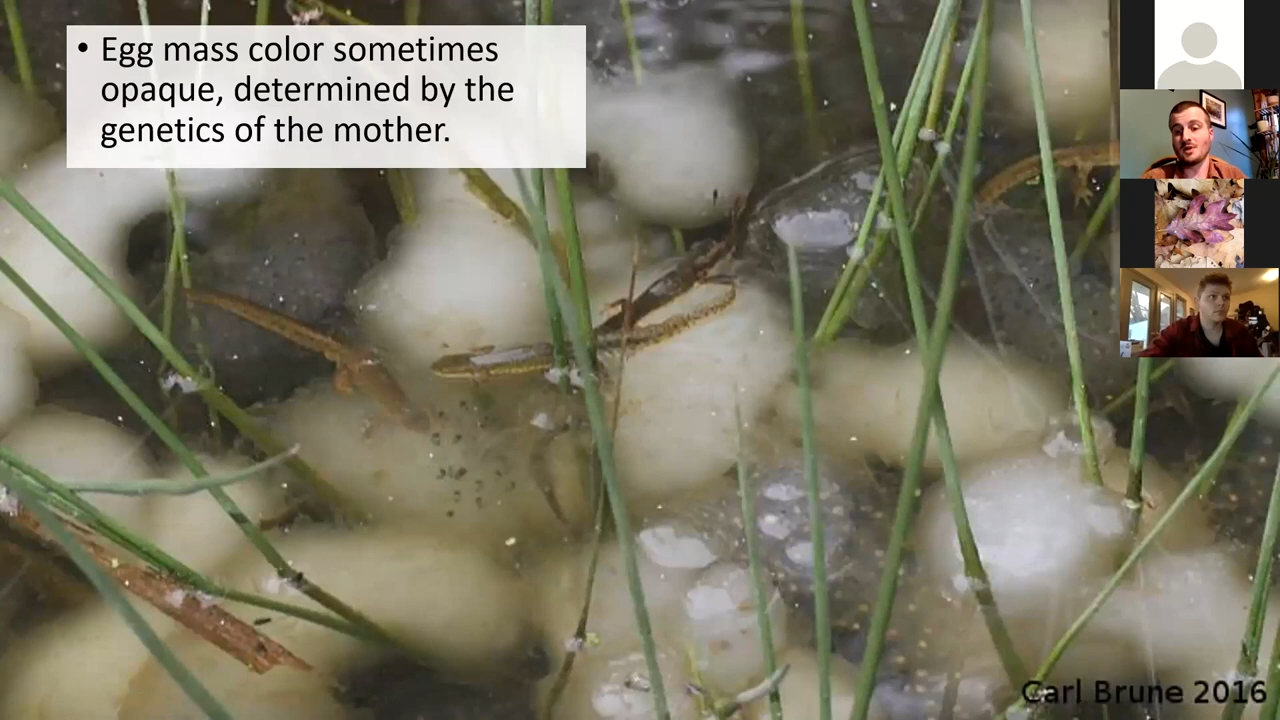 • Egg mass color sometimes
opaque, determined by the
genetics of the mother.
Carl Brune 2016